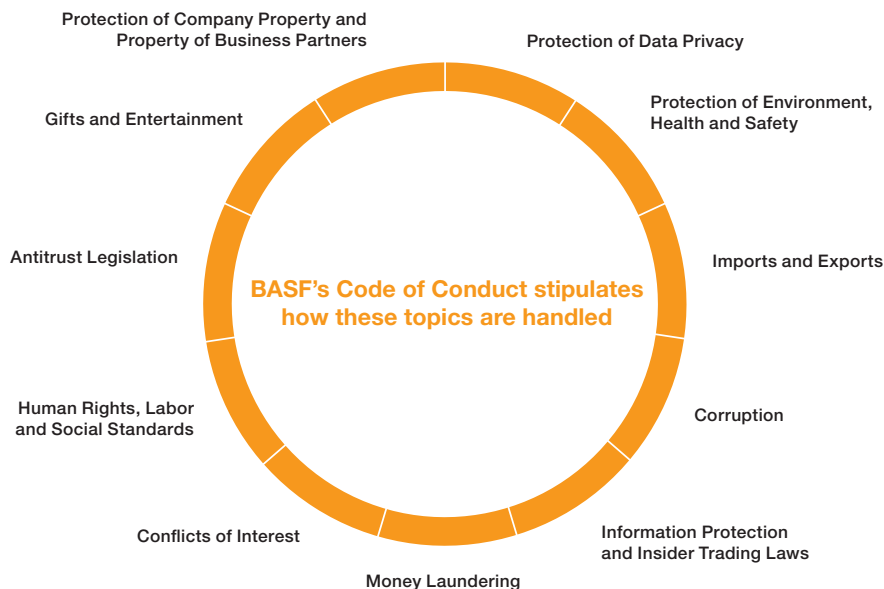 Protection of Company Property and
Property of Business Partners
Protection of Data Privacy
Protection of Environment,
Health and Safety
Gifts and Entertainment
Antitrust Legislation
Imports and Exports
BASF’s Code of Conduct stipulates
how these topics are handled
Human Rights, Labor
and Social Standards
Corruption
Conflicts of Interest
Information Protection
and Insider Trading Laws
Money Laundering